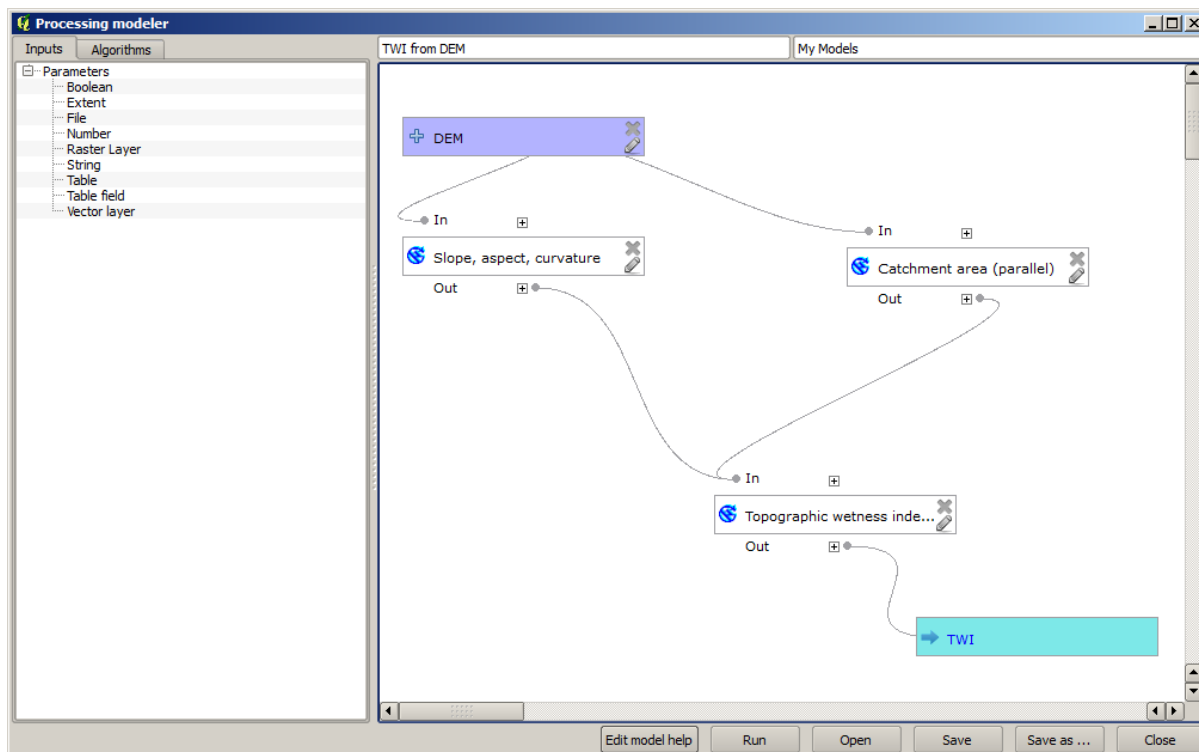 Processing modeler
Inputs
Algorithms
Parameters
Boolean
Extent
File
Number
Raster Layer
String
Table
Table field
Vector layer
TWI from DEM
My Models
DEM
In
Slope, aspect, curvature
Out
In
Catchment area (parallel)
Out
In
Topographic wetness inde...
Out
TWI
Edit model help
Run
Open
Save
Save as ...
Close